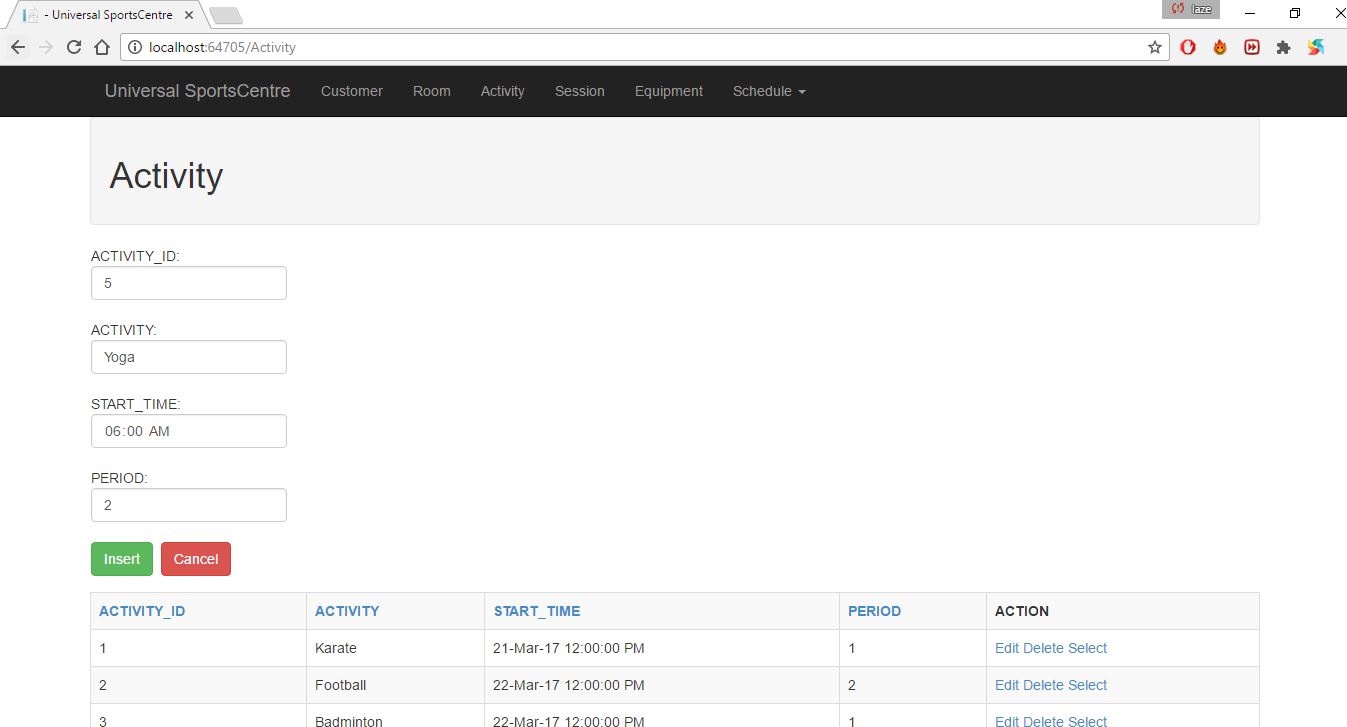 - Universal SportsCentre
laze
localhost:64705/Activity
Universal SportsCentre Customer Room Activity Session Equipment Schedule
Activity
ACTIVITY_ID:
5
ACTIVITY:
Yoga
START_TIME:
06:00 AM
PERIOD:
2
Insert Cancel
ACTIVITY_ID ACTIVITY START_TIME PERIOD ACTION
1 Karate 21-Mar-17 12:00:00 PM 1 Edit Delete Select
2 Football 22-Mar-17 12:00:00 PM 2 Edit Delete Select
3 Badminton 22-Mar-17 12:00:00 PM 1 Edit Delete Select